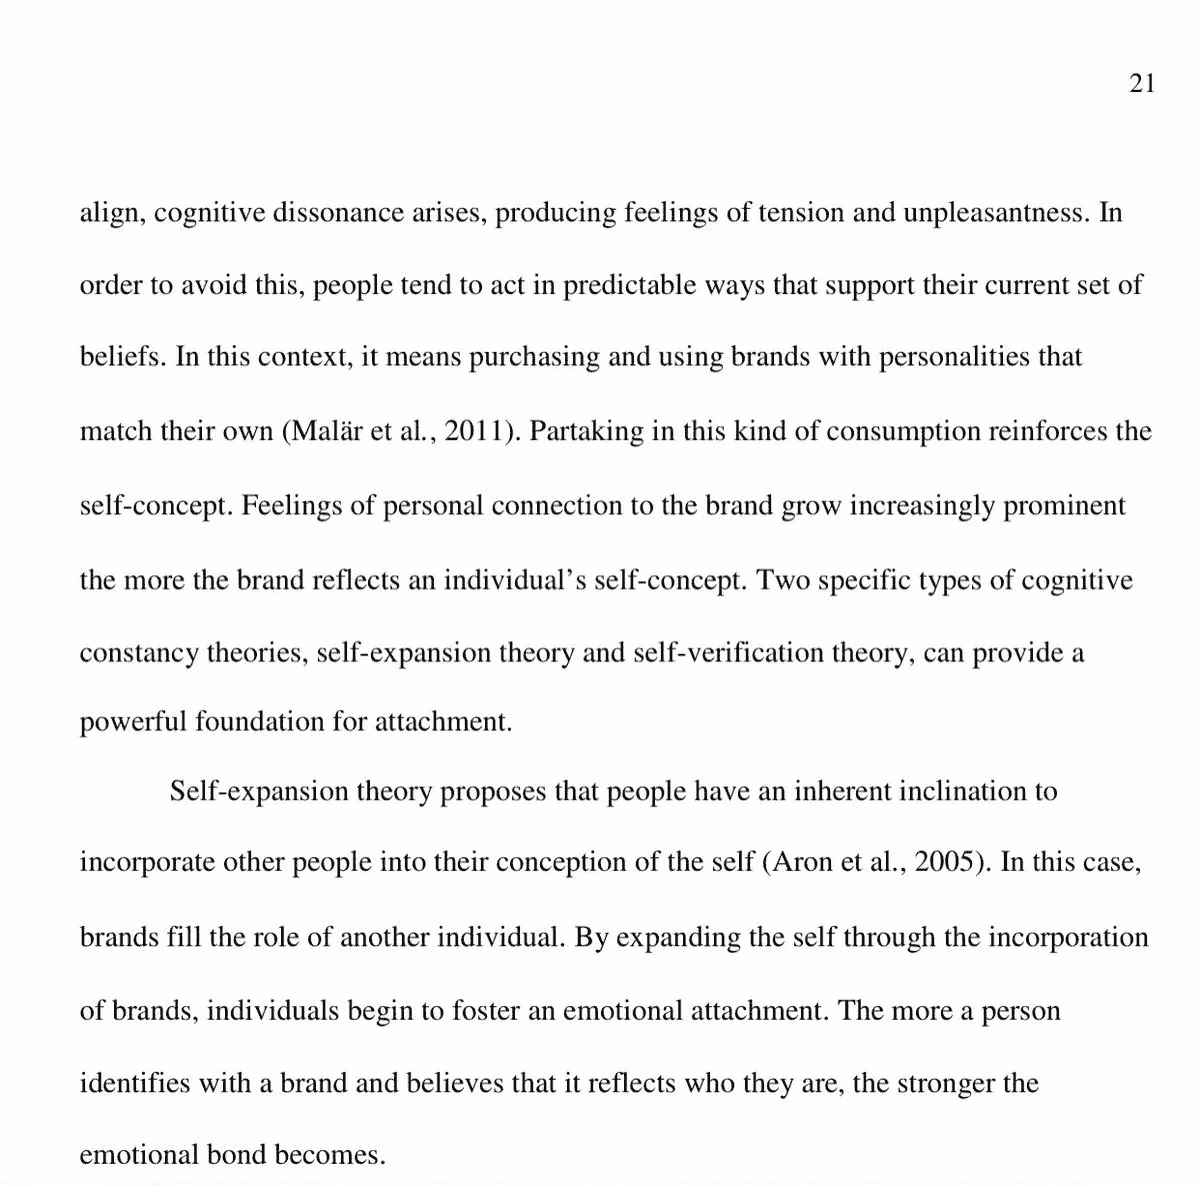 21
align, cognitive dissonance arises, producing feelings of tension and unpleasantness. In
order to avoid this, people tend to act in predictable ways that support their current set of
beliefs. In this context, it means purchasing and using brands with personalities that
match their own (Malär et al., 2011). Partaking in this kind of consumption reinforces the
self-concept. Feelings of personal connection to the brand grow increasingly prominent
the more the brand reflects an individual’s self-concept. Two specific types of cognitive
constancy theories, self-expansion theory and self-verification theory, can provide a
powerful foundation for attachment.
Self-expansion theory proposes that people have an inherent inclination to
incorporate other people into their conception of the self (Aron et al., 2005). In this case,
brands fill the role of another individual. By expanding the self through the incorporation
of brands, individuals begin to foster an emotional attachment. The more a person
identifies with a brand and believes that it reflects who they are, the stronger the
emotional bond becomes.